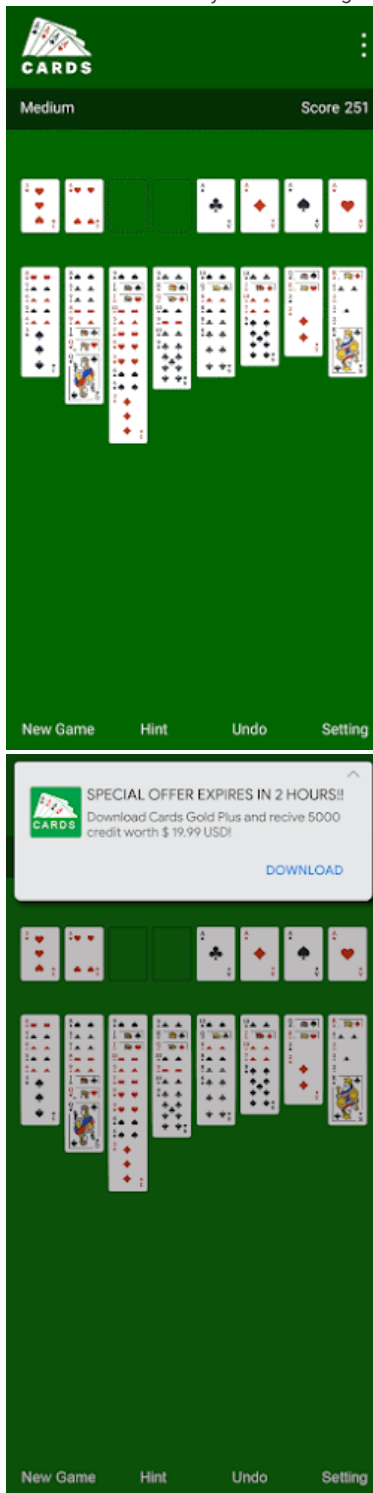 CARDS
Medium
Score 251
New Game
Hint
Undo
Setting
SPECIAL OFFER EXPIRES IN 2 HOURS!!
Download Cards Gold Plus and recive 5000
credit worth $ 19.99 USD!
CARDS
DOWNLOAD
New Game
Hint
Undo
Setting